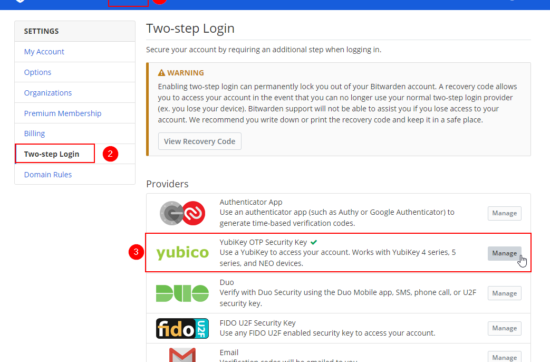 SETTINGS
My Account
Options
Organizations
Premium Membership
Billing
Two-step Login
2
Domain Rules
Two-step Login
Secure your account by requiring an additional step when logging in.
WARNING
Enabling two-step login can permanently lock you out of your Bitwarden account. A recovery code allows
you to access your account in the event that you can no longer use your normal two-step login provider
(ex. you lose your device). Bitwarden support will not be able to assist you if you lose access to your
account. We recommend you write down or print the recovery code and keep it in a safe place.
View Recovery Code
Providers
Authenticator App
Use an authenticator app (such as Authy or Google Authenticator) to
generate time-based verification codes.
Manage
3
yubico
YubiKey OTP Security Key
Use a YubiKey to access your account. Works with YubiKey 4 series, 5
series, and NEO devices.
Manage
DUO
Duo
Verify with Duo Security using the Duo Mobile app, SMS, phone call, or U2F
security key.
Manage
fido U2F
FIDO U2F Security Key
Use any FIDO U2F enabled security key to access your account.
Manage
Email
Verification codes will be emailed to you.
Manage